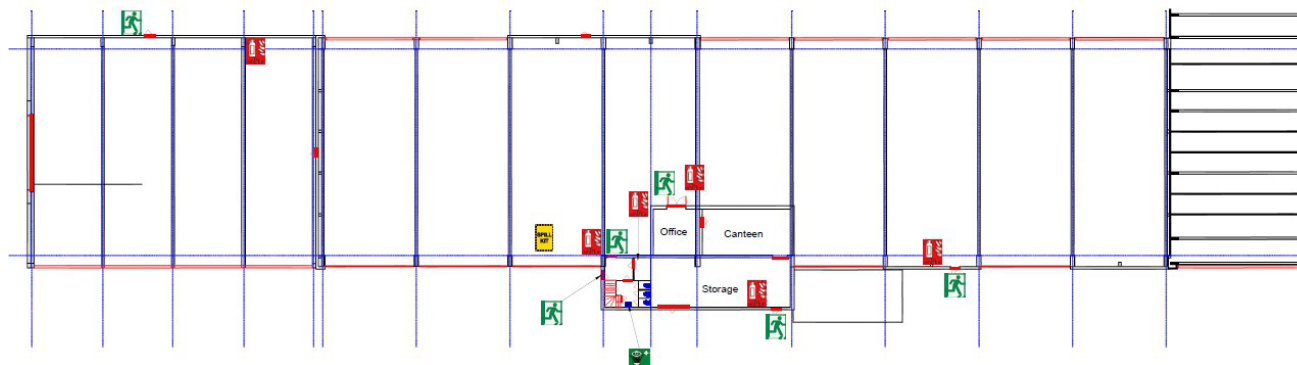 SPILL
KIT
Office
Canteen
Storage